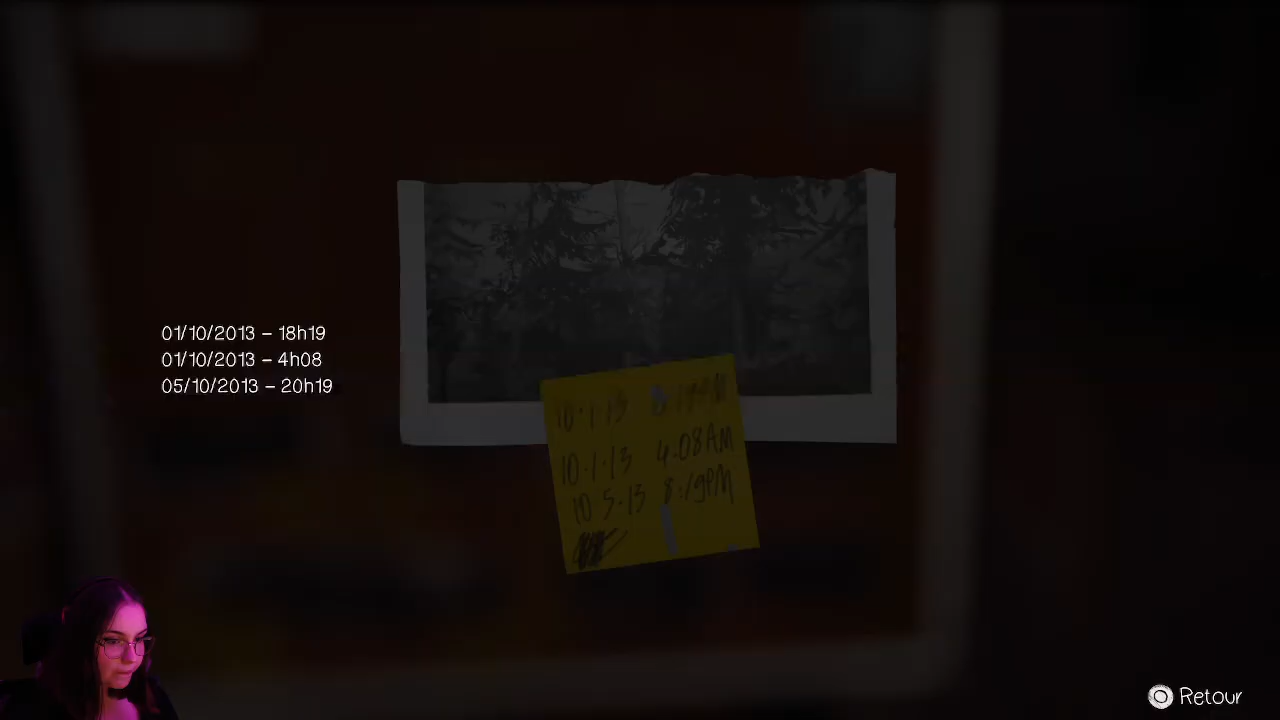 01/10/2013 – 18h19
01/10/2013 – 4h08
05/10/2013 – 20h19
10.1.13
10.1.13 4.08AM
10 5.13 8:19PM
Retour